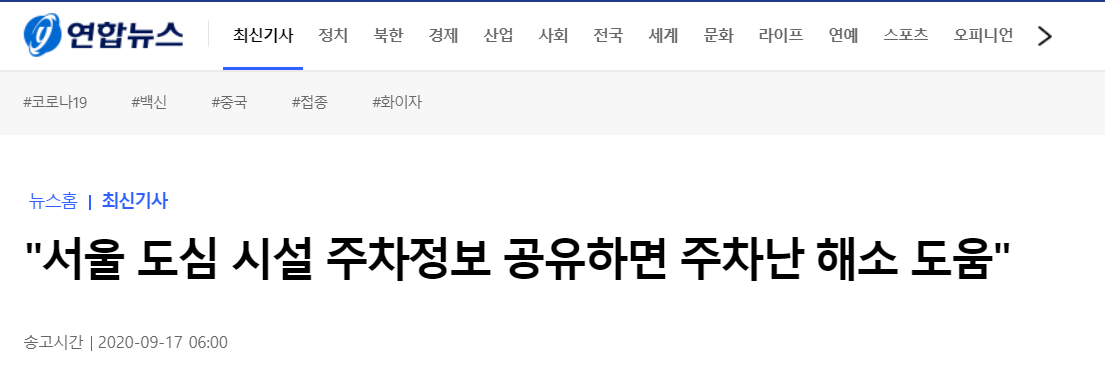 연합뉴스 최신기사 정치 북한 경제 산업 사회 전국 세계 문화 라이프 연예 스포츠 오피니언
#코로나19 #백신 #중국 #접종 #화이자
뉴스홈 | 최신기사
"서울 도심 시설 주차정보 공유하면 주차난 해소 도움"
송고시간 | 2020-09-17 06:00